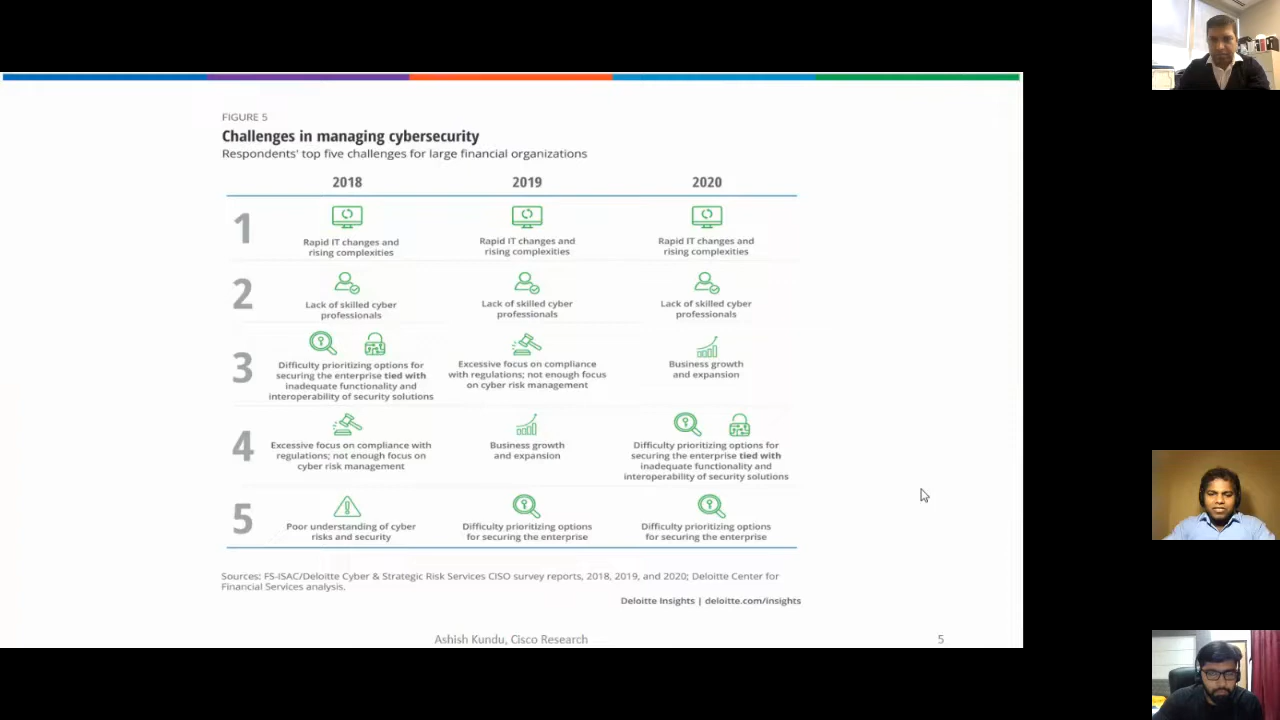 FIGURE 5
Challenges in managing cybersecurity
Respondents' top five challenges for large financial organizations
2018 2019 2020
1
Rapid IT changes and
rising complexities
Rapid IT changes and
rising complexities
Rapid IT changes and
rising complexities
2
Lack of skilled cyber
professionals
Lack of skilled cyber
professionals
Lack of skilled cyber
professionals
3
Difficulty prioritizing options for
securing the enterprise tied with
inadequate functionality and
interoperability of security solutions
Excessive focus on compliance
with regulations; not enough focus
on cyber risk management
Business growth
and expansion
4
Excessive focus on compliance with
regulations; not enough focus on
cyber risk management
Business growth
and expansion
Difficulty prioritizing options for
securing the enterprise tied with
inadequate functionality and
interoperability of security solutions
5
Poor understanding of cyber
risks and security
Difficulty prioritizing options
for securing the enterprise
Difficulty prioritizing options
for securing the enterprise
Sources: FS-ISAC/Deloitte Cyber & Strategic Risk Services CISO survey reports, 2018, 2019, and 2020; Deloitte Center for
Financial Services analysis.
Deloitte Insights | deloitte.com/insights
Ashish Kundu, Cisco Research
5